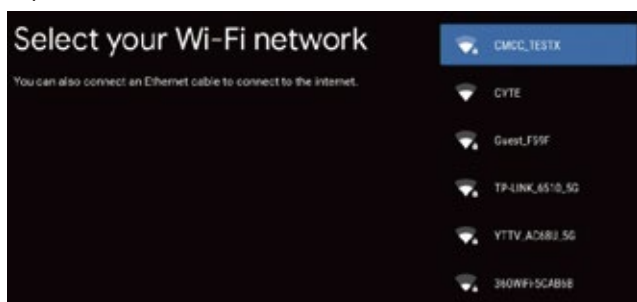 Select your Wi-Fi network
You can also connect an Ethernet cable to connect to the internet.
CMCC_TESTX
CYTE
Guest_F59F
TP-LINK_6510_5G
YTTV_AC68U_5G
360WiFi-5CAB6B